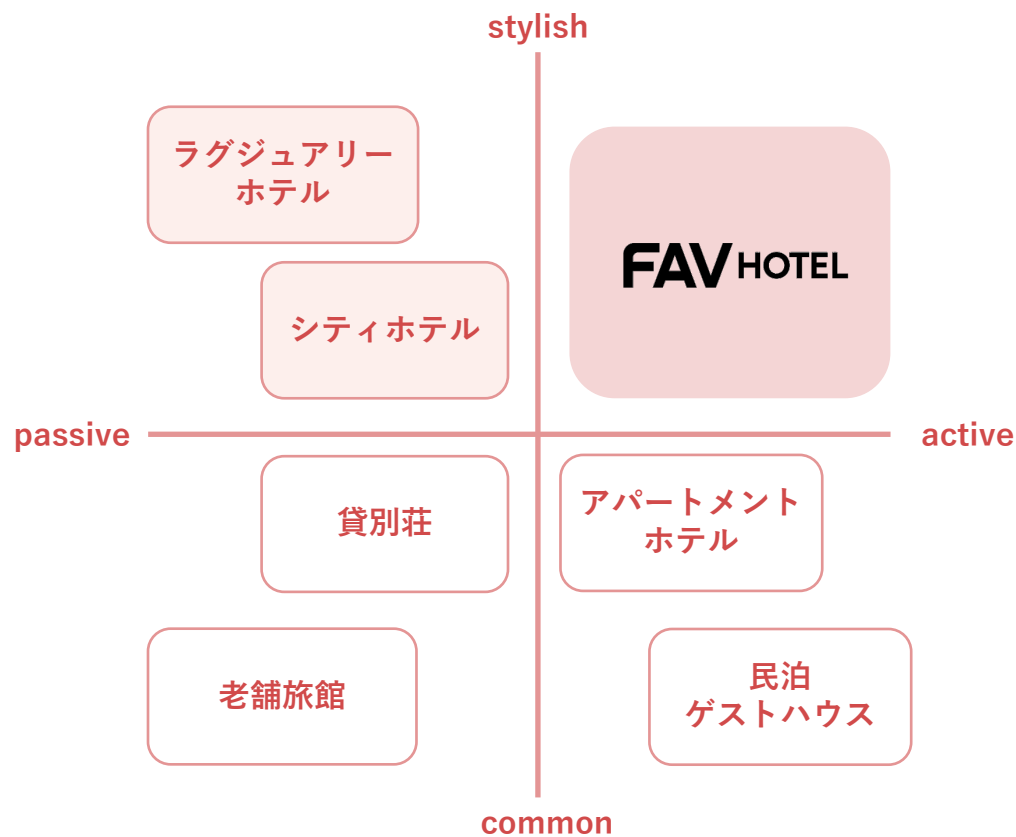 stylish
ラグジュアリー
ホテル
FAV HOTEL
シティホテル
passive
active
貸別荘
アパートメント
ホテル
老舗旅館
民泊
ゲストハウス
common